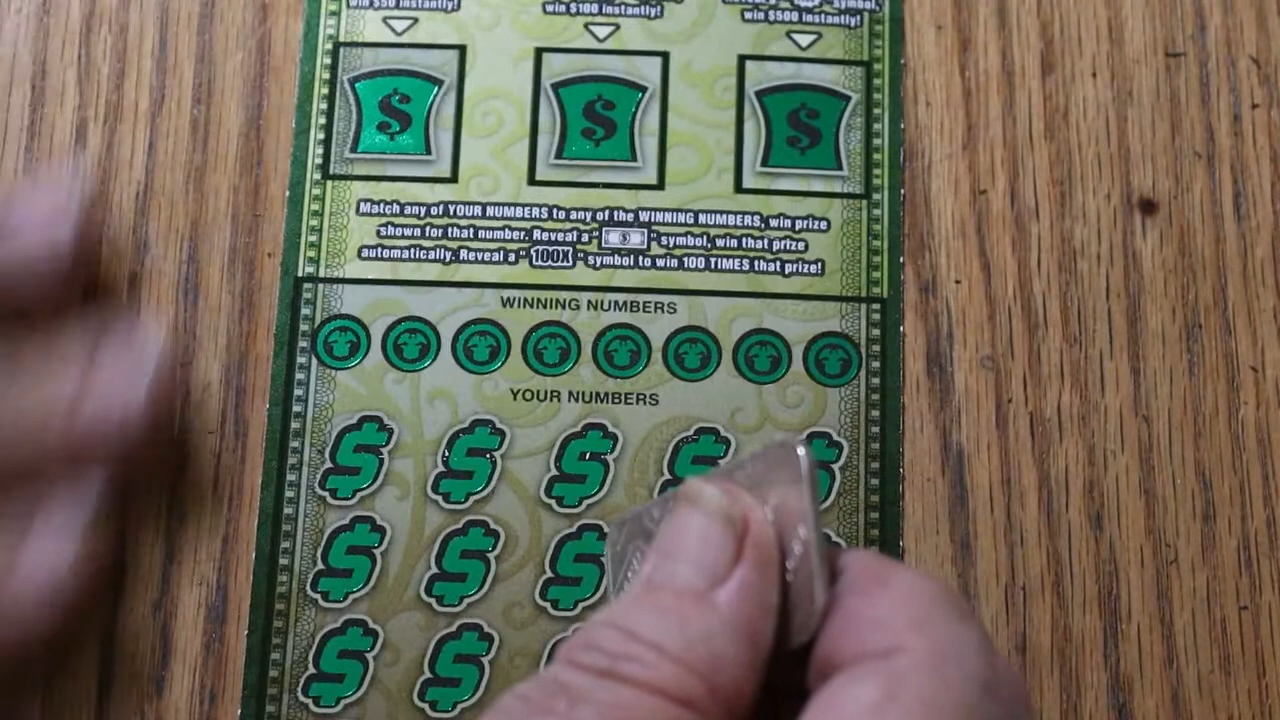 win $50 instantly!
win $100 instantly!
symbol,
win $500 instantly!
$ $ $
Match any of YOUR NUMBERS to any of the WINNING NUMBERS, win prize
shown for that number. Reveal a "$" symbol, win that prize
automatically. Reveal a "100X" symbol to win 100 TIMES that prize!
WINNING NUMBERS
YOUR NUMBERS
$ $ $ $ $
$ $ $
$ $